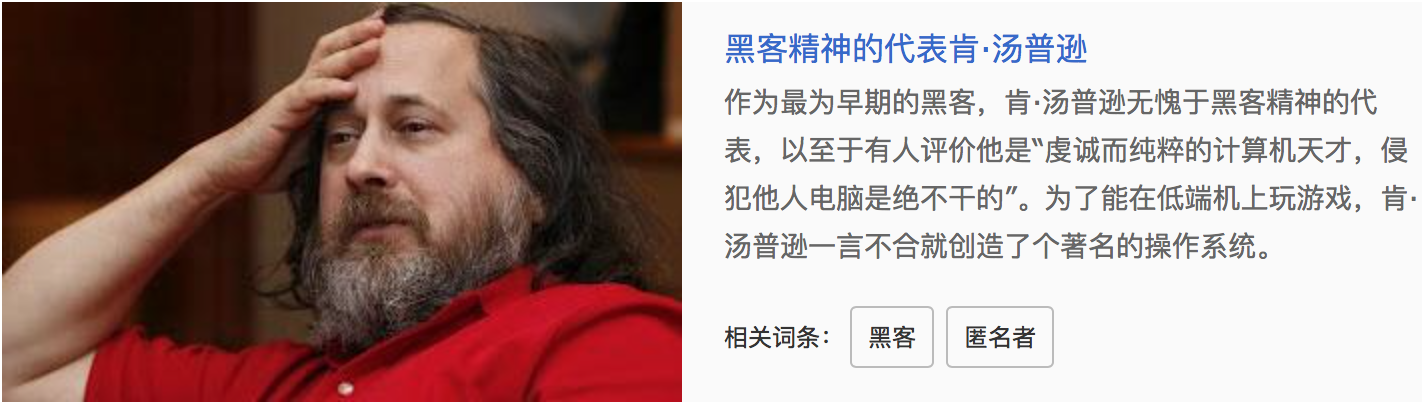 黑客精神的代表肯·汤普逊
作为最为早期的黑客，肯·汤普逊无愧于黑客精神的代
表，以至于有人评价他是“虔诚而纯粹的计算机天才，侵
犯他人电脑是绝不干的”。为了能在低端机上玩游戏，肯·
汤普逊一言不合就创造了个著名的操作系统。
相关词条： 黑客 匿名者